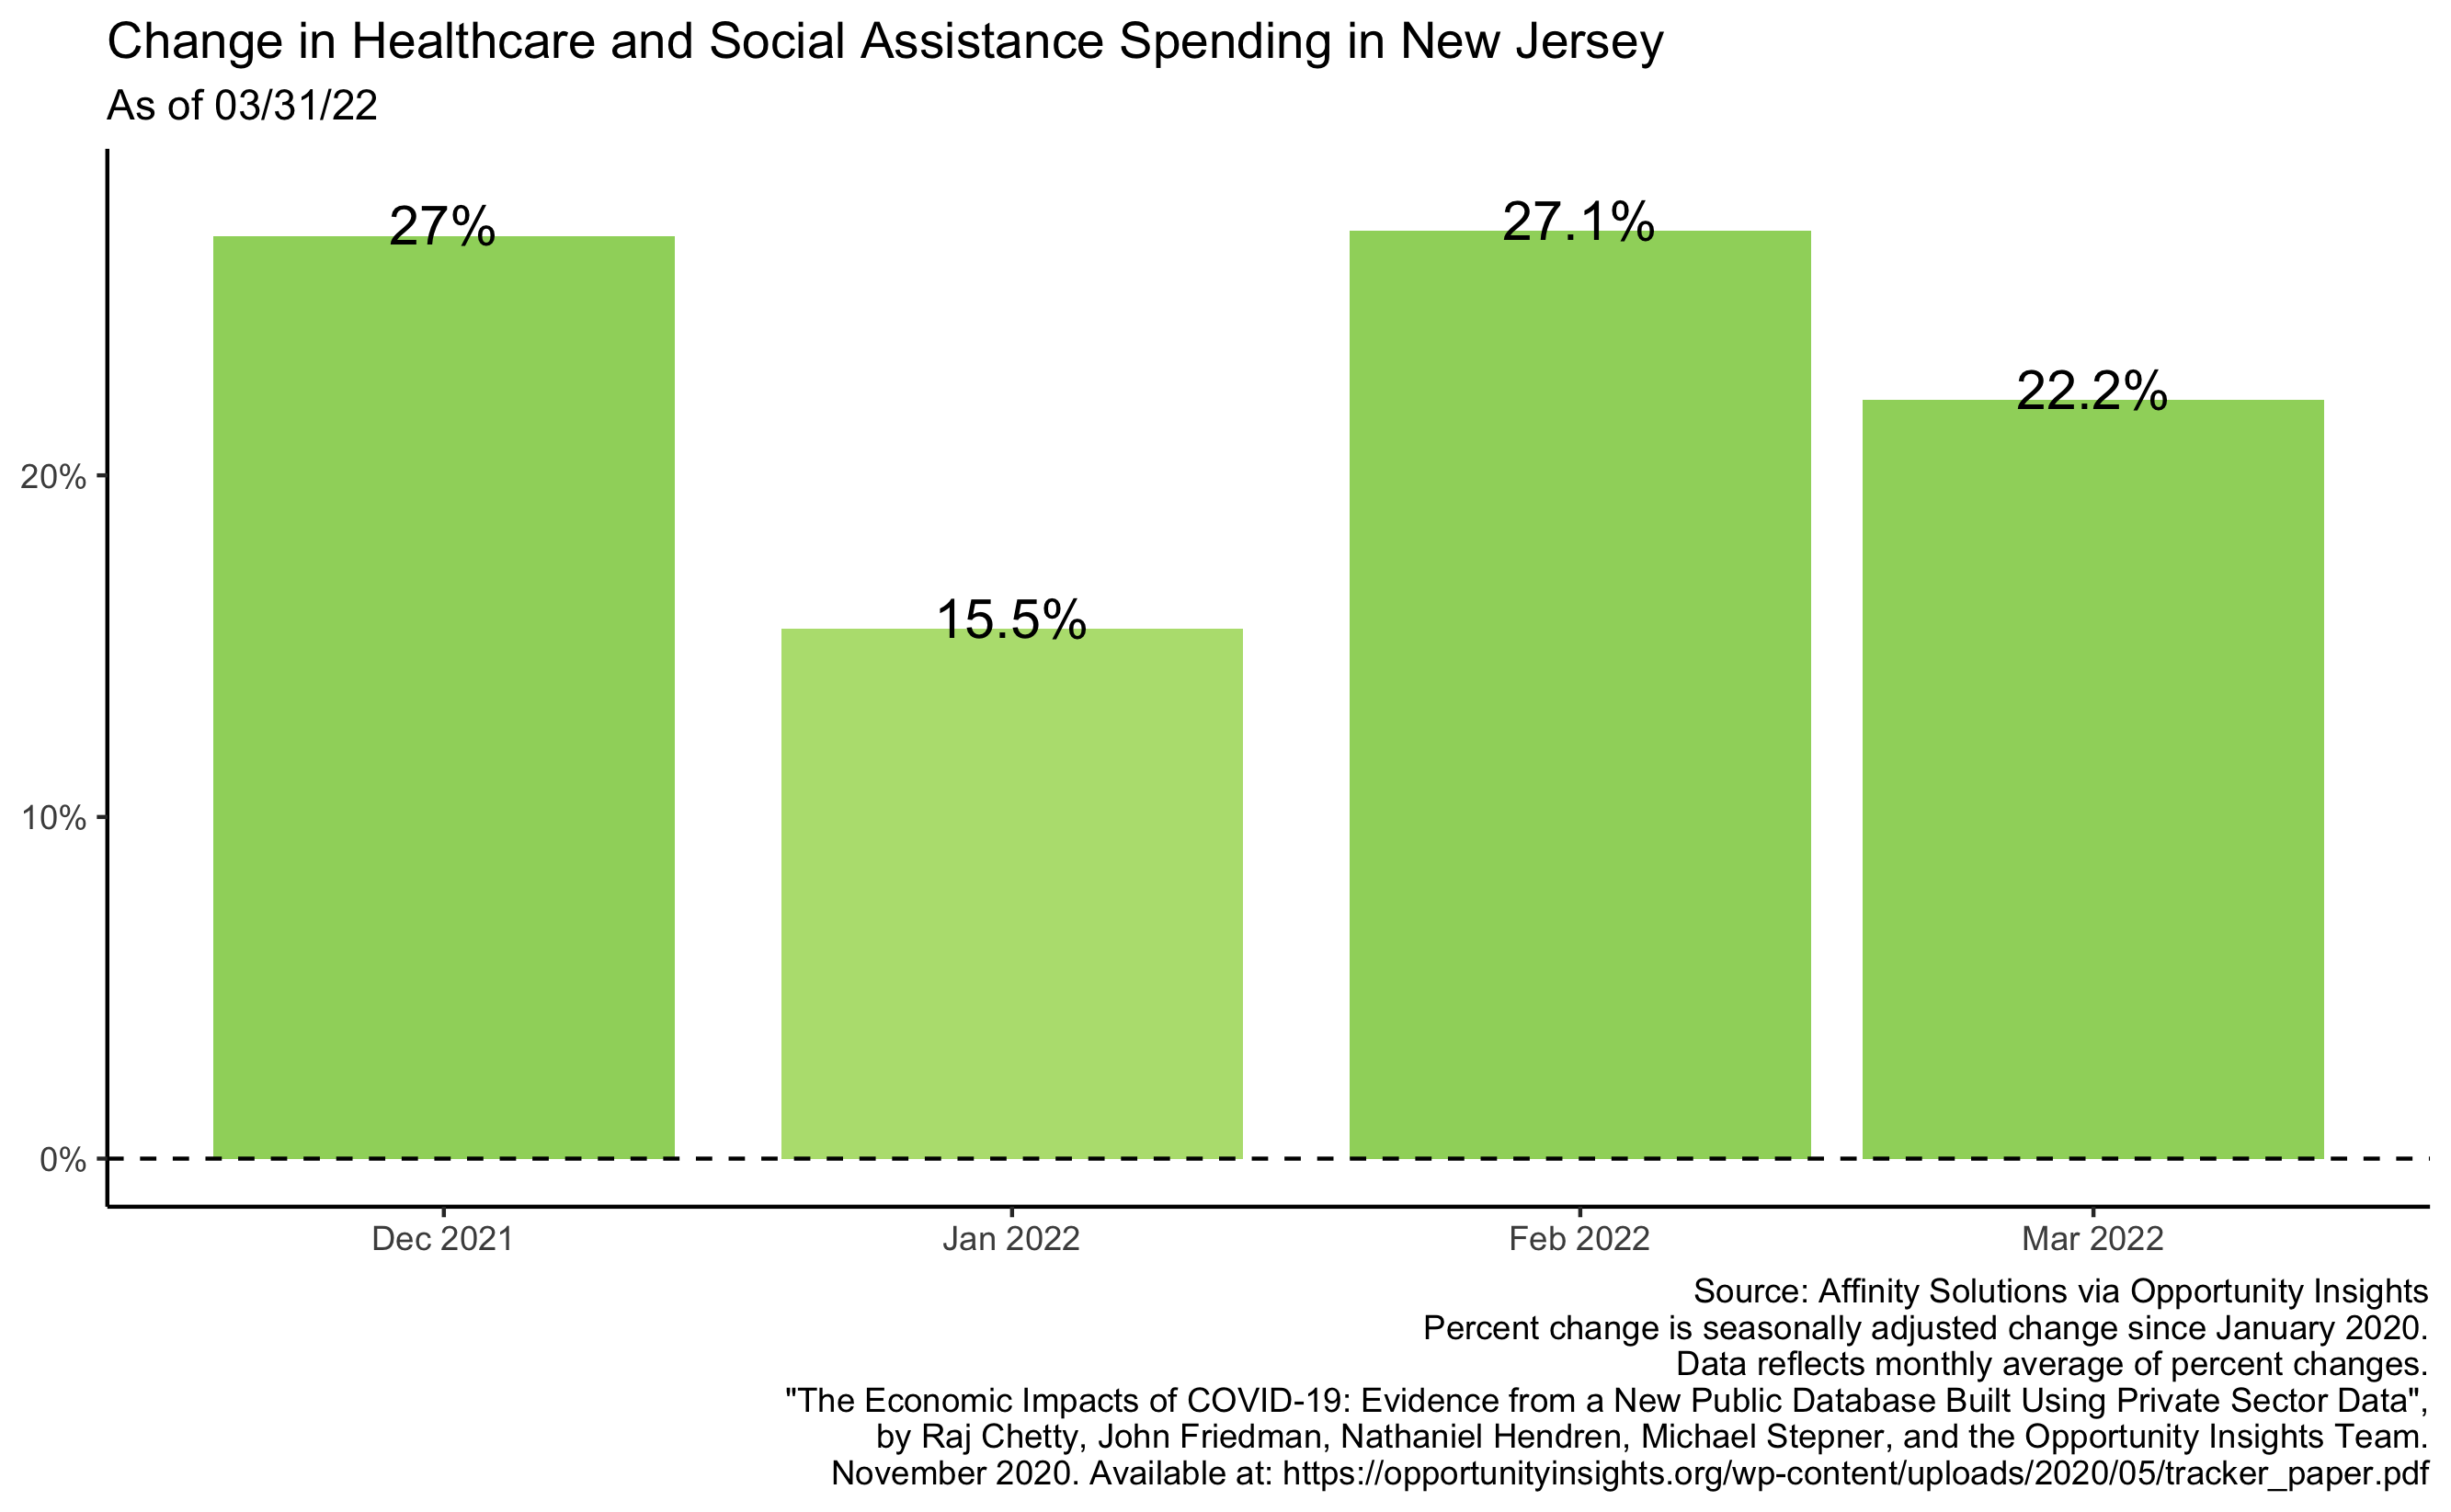 Change in Healthcare and Social Assistance Spending in New Jersey
As of 03/31/22
27%
15.5%
27.1%
22.2%
20%
10%
0%
Dec 2021
Jan 2022
Feb 2022
Mar 2022
Source: Affinity Solutions via Opportunity Insights
Percent change is seasonally adjusted change since January 2020.
Data reflects monthly average of percent changes.
"The Economic Impacts of COVID-19: Evidence from a New Public Database Built Using Private Sector Data",
by Raj Chetty, John Friedman, Nathaniel Hendren, Michael Stepner, and the Opportunity Insights Team.
November 2020. Available at: https://opportunityinsights.org/wp-content/uploads/2020/05/tracker_paper.pdf